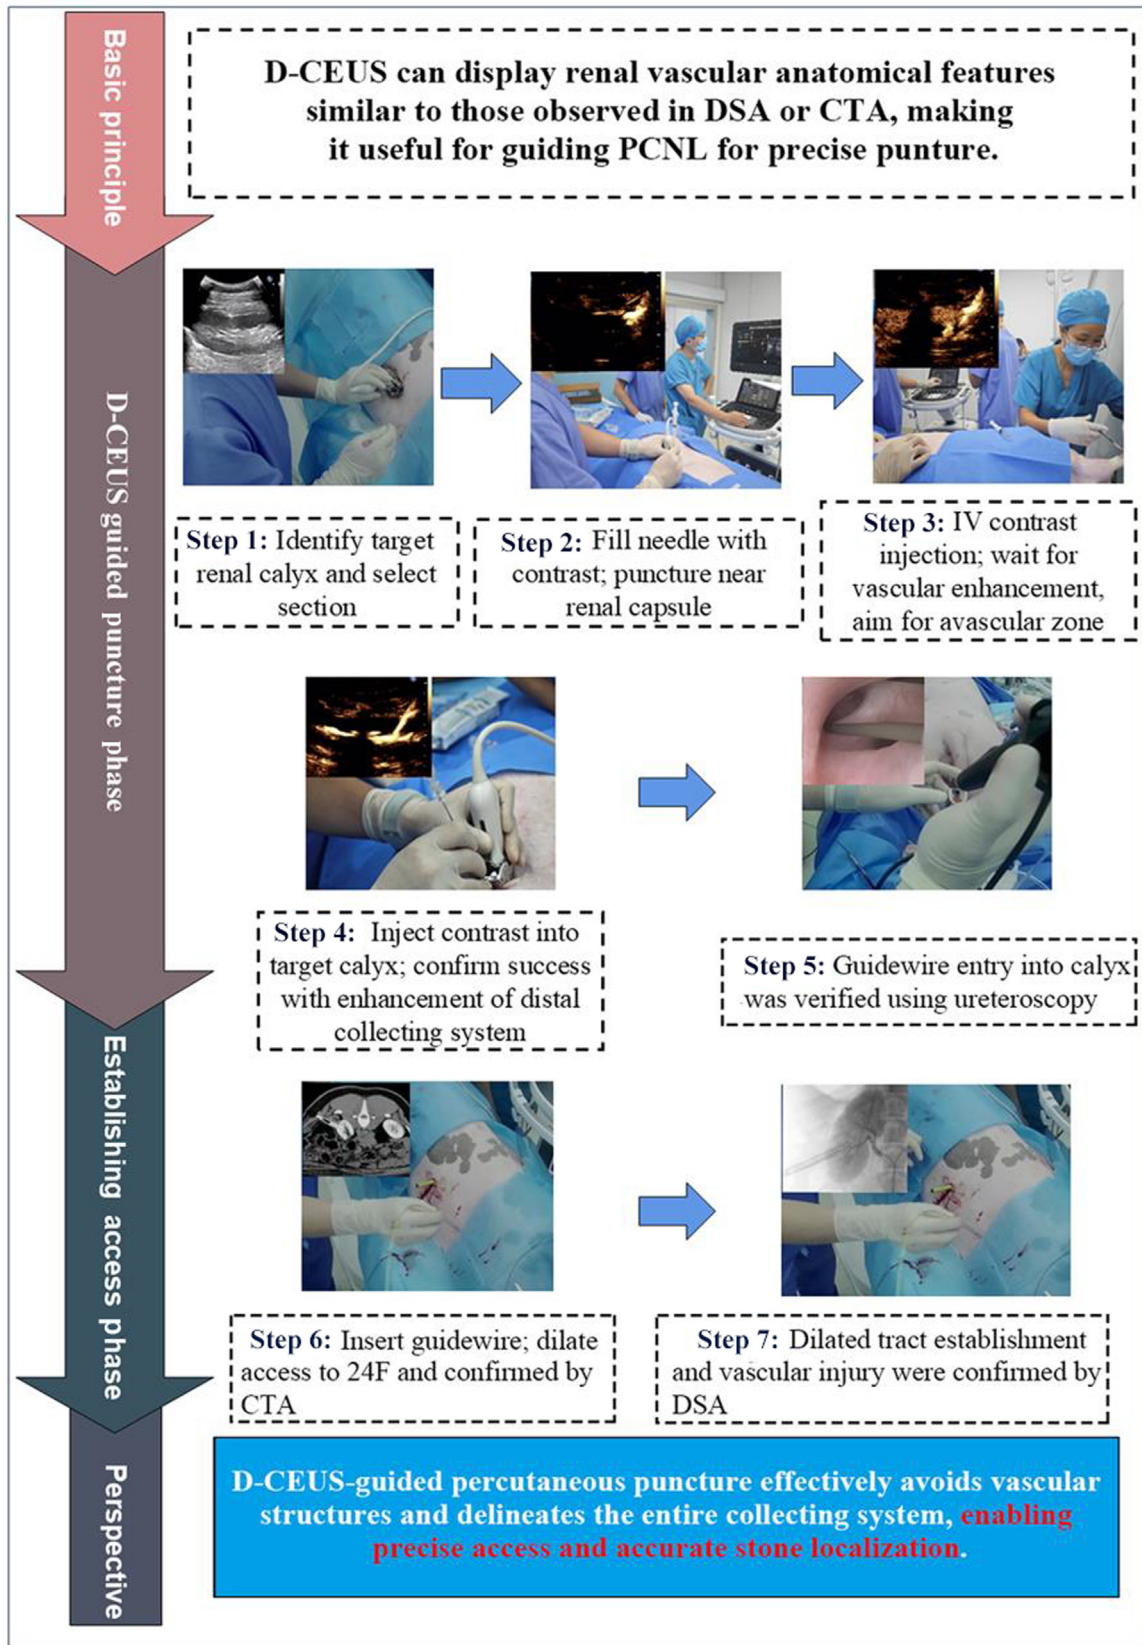 Basic principle
D-CEUS can display renal vascular anatomical features
similar to those observed in DSA or CTA, making
it useful for guiding PCNL for precise punture.
D-CEUS guided puncture phase
Step 1: Identify target
renal calyx and select
section
Step 2: Fill needle with
contrast; puncture near
renal capsule
Step 3: IV contrast
injection; wait for
vascular enhancement,
aim for avascular zone
Step 4: Inject contrast into
target calyx; confirm success
with enhancement of distal
collecting system
Step 5: Guidewire entry into calyx
was verified using ureteroscopy
Establishing access phase
Step 6: Insert guidewire; dilate
access to 24F and confirmed by
CTA
Step 7: Dilated tract establishment
and vascular injury were confirmed by
DSA
Perspective
D-CEUS-guided percutaneous puncture effectively avoids vascular
structures and delineates the entire collecting system, enabling
precise access and accurate stone localization.